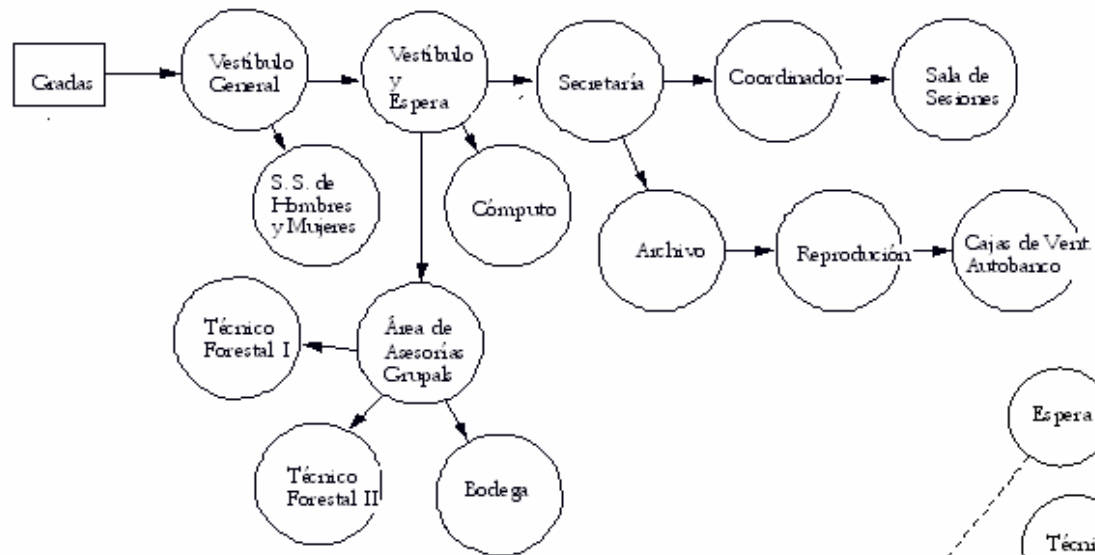 Gradas
Vestíbulo
General
Vestíbulo
y
Espera
Secretaría
Coordinador
Sala de
Sesiones
S. S. de
Hombres
y Mujeres
Cómputo
Archivo
Reprodución
Cajas de Vent.
Autobanco
Técnico
Forestal I
Área de
Asesorías
Grupals
Técnico
Forestal II
Bodega
Espera